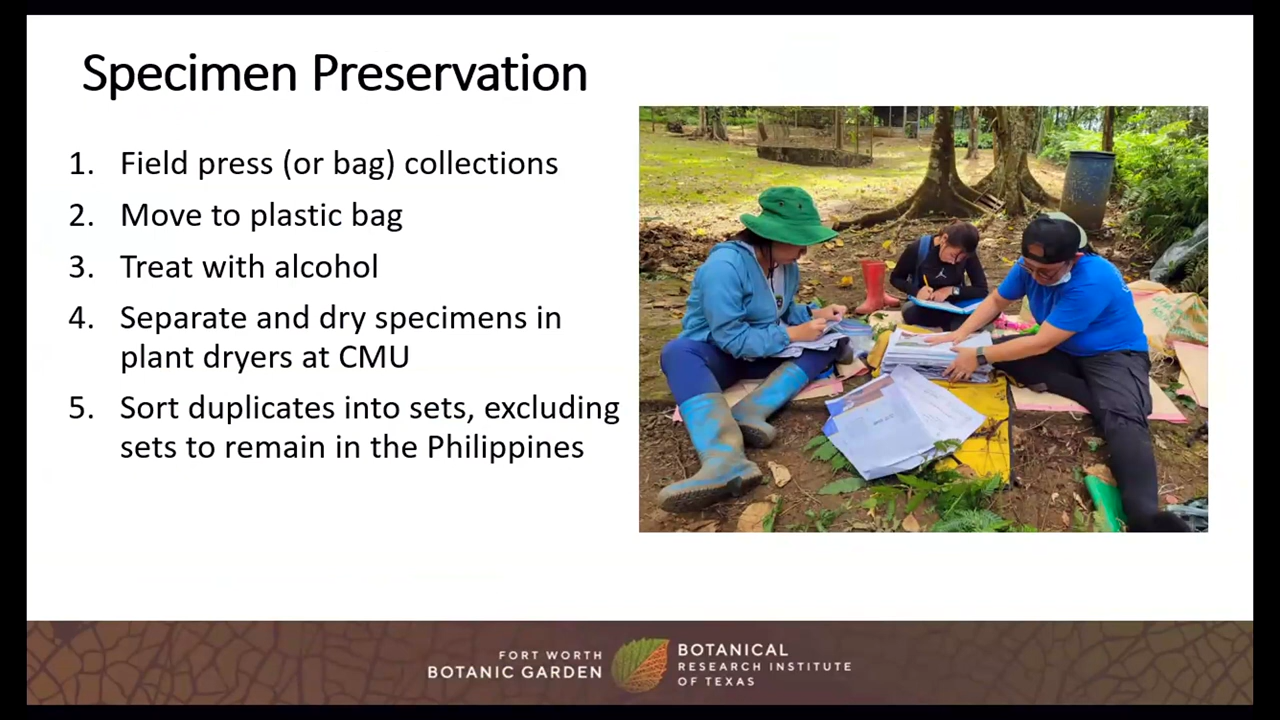 Specimen Preservation
1. Field press (or bag) collections
2. Move to plastic bag
3. Treat with alcohol
4. Separate and dry specimens in
plant dryers at CMU
5. Sort duplicates into sets, excluding
sets to remain in the Philippines
FORT WORTH
BOTANIC GARDEN
BOTANICAL
RESEARCH INSTITUTE
OF TEXAS